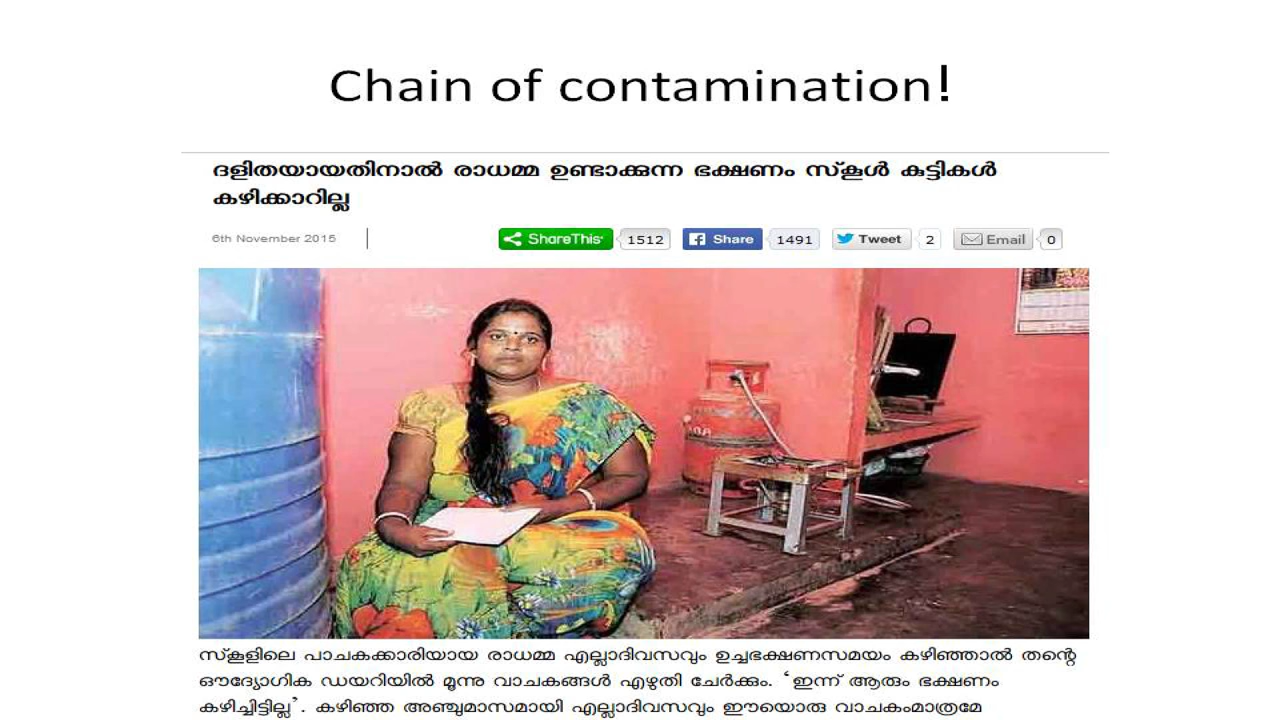 Chain of contamination!
ദളിതയായതിനാൽ രാധമ്മ ഉണ്ടാക്കുന്ന ഭക്ഷണം സ്കൂൾ കുട്ടികൾ
കഴിക്കാറില്ല
6th November 2015
ShareThis 1512 Share 1491 Tweet 2 Email 0
സ്കൂളിലെ പാചകക്കാരിയായ രാധമ്മ എല്ലാദിവസവും ഉച്ചഭക്ഷണസമയം കഴിഞ്ഞാൽ തന്റെ
ഔദ്യോഗിക ഡയറിയിൽ മൂന്നു വാചകങ്ങൾ എഴുതി ചേർക്കും. ‘ഇന്ന് ആരും ഭക്ഷണം
കഴിച്ചിട്ടില്ല’. കഴിഞ്ഞ അഞ്ചുമാസമായി എല്ലാദിവസവും ഈയൊരു വാചകംമാത്രമേ